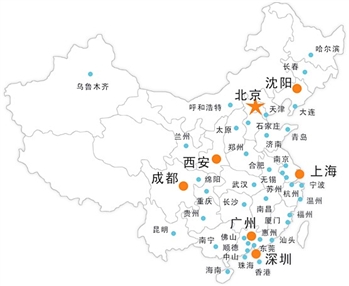 哈尔滨
长春
沈阳
乌鲁木齐
北京
呼和浩特
天津
大连
太原
石家庄
青岛
兰州
济南
郑州
西安
合肥
南京
上海
成都
绵阳
无锡
武汉
苏州
杭州
宁波
重庆
温州
长沙
南昌
贵州
福州
厦门
昆明
广州
佛山
惠州
汕头
南宁
顺德
东莞
中山
深圳
珠海
香港
海南